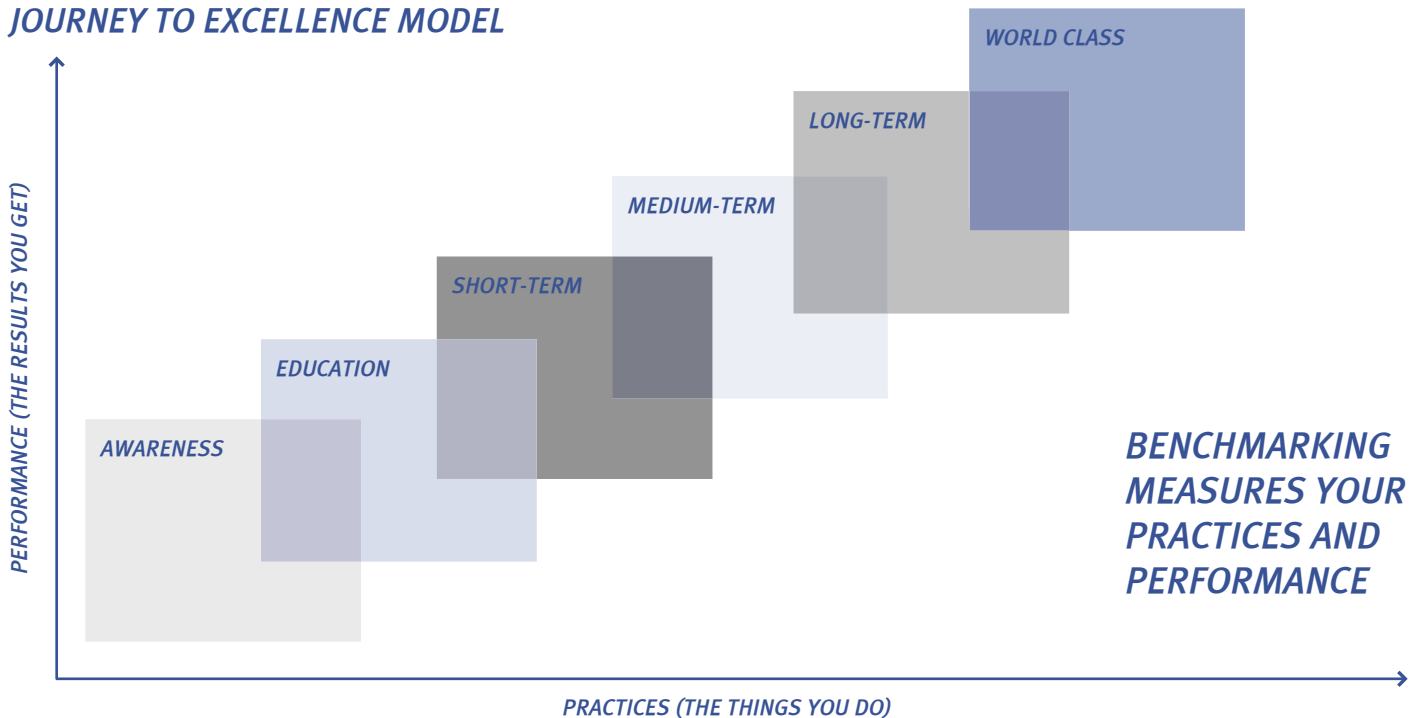 JOURNEY TO EXCELLENCE MODEL
WORLD CLASS
LONG-TERM
MEDIUM-TERM
SHORT-TERM
EDUCATION
AWARENESS
PERFORMANCE (THE RESULTS YOU GET)
BENCHMARKING
MEASURES YOUR
PRACTICES AND
PERFORMANCE
PRACTICES (THE THINGS YOU DO)